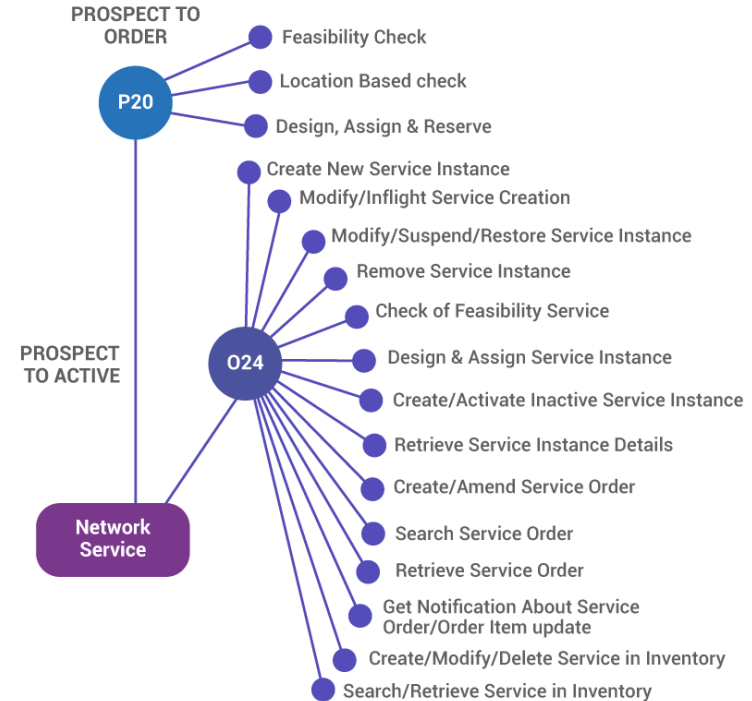 PROSPECT TO
ORDER
P20
Feasibility Check
Location Based check
Design, Assign & Reserve
Create New Service Instance
Modify/Inflight Service Creation
Modify/Suspend/Restore Service Instance
Remove Service Instance
Check of Feasibility Service
PROSPECT
TO ACTIVE
O24
Design & Assign Service Instance
Create/Activate Inactive Service Instance
Retrieve Service Instance Details
Create/Amend Service Order
Search Service Order
Retrieve Service Order
Network
Service
Get Notification About Service
Order/Order Item update
Create/Modify/Delete Service in Inventory
Search/Retrieve Service in Inventory